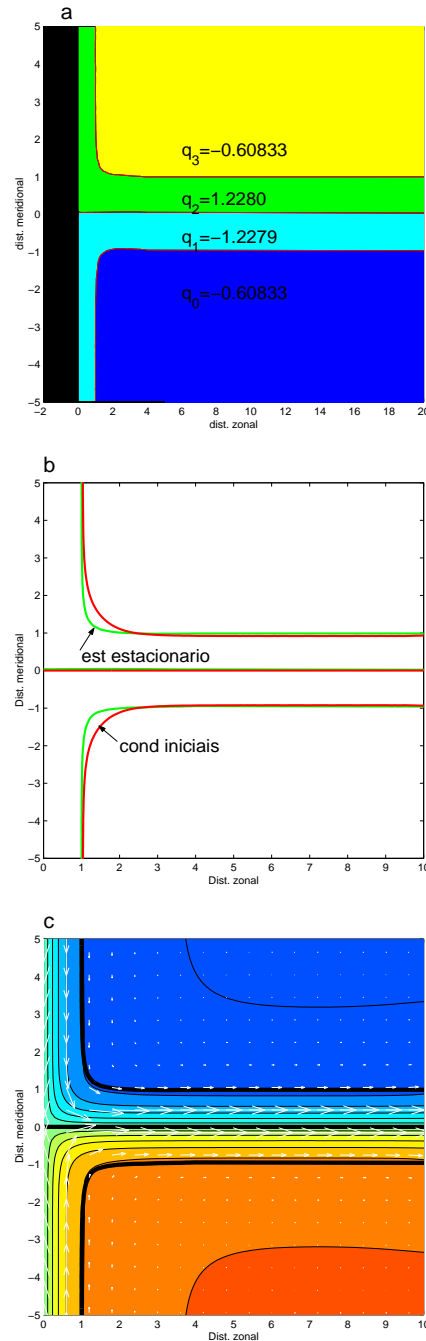 a
5
4
3
2
1
0
−1
−2
−3
−4
−5
dist. meridional
q3=−0.60833
q2=1.2280
q1=−1.2279
q0=−0.60833
−2 0 2 4 6 8 10 12 14 16 18 20
dist. zonal
b
5
4
3
2
1
0
−1
−2
−3
−4
−5
Dist. meridional
est estacionario
cond iniciais
0 1 2 3 4 5 6 7 8 9 10
Dist. zonal
c
5
4
3
2
1
0
−1
−2
−3
−4
−5
Dist. meridional
0 1 2 3 4 5 6 7 8 9 10
Dist. zonal